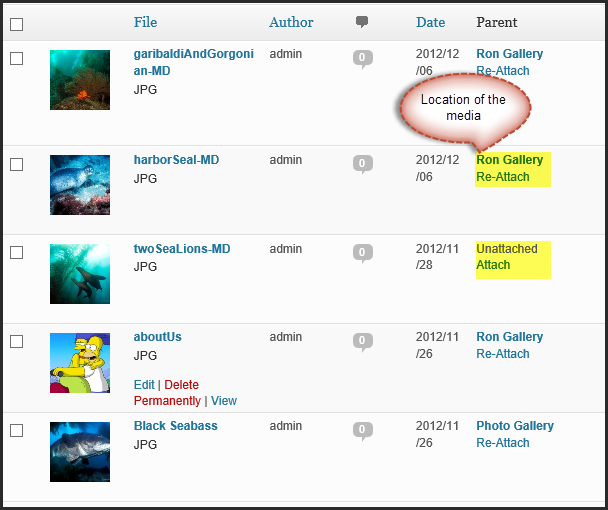 File Author Date Parent
garibaldiAndGorgoni admin 0 2012/12 Ron Gallery
an-MD /06 Re-Attach
JPG
Location of the
media
harborSeal-MD admin 0 2012/12 Ron Gallery
JPG /06 Re-Attach
twoSeaLions-MD admin 0 2012/11 Unattached
JPG /28 Attach
aboutUs admin 0 2012/11 Ron Gallery
JPG /26 Re-Attach
Edit | Delete
Permanently | View
Black Seabass admin 0 2012/11 Photo Gallery
JPG /26 Re-Attach